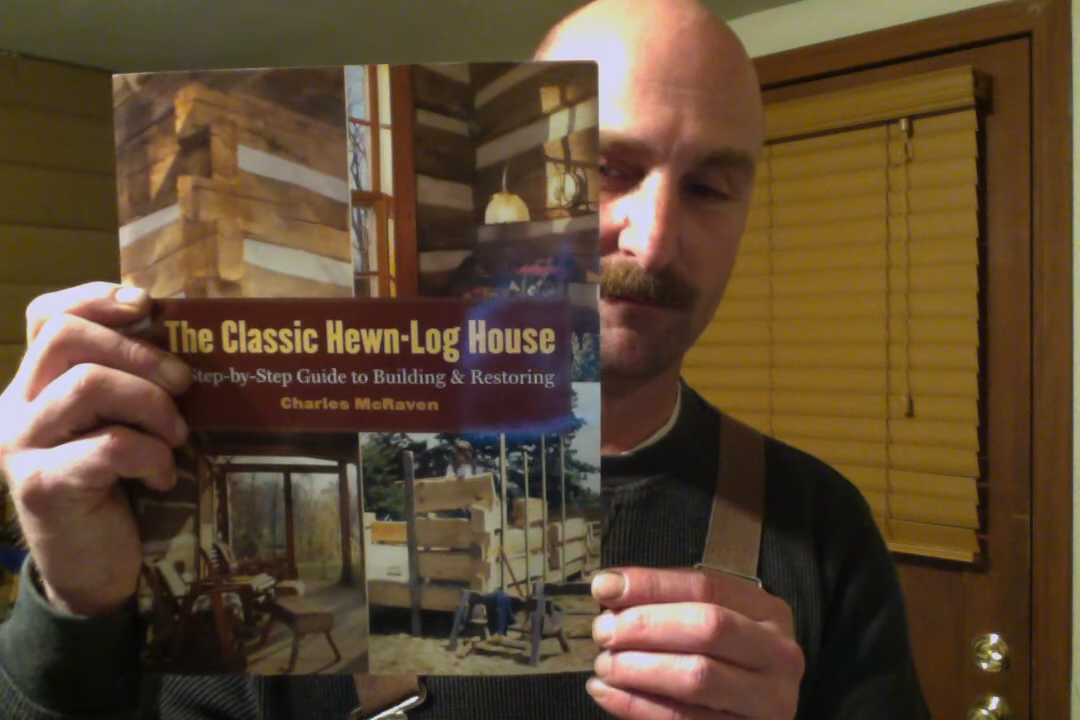 The Classic Hewn-Log House
Step-by-Step Guide to Building & Restoring
Charles McRaven